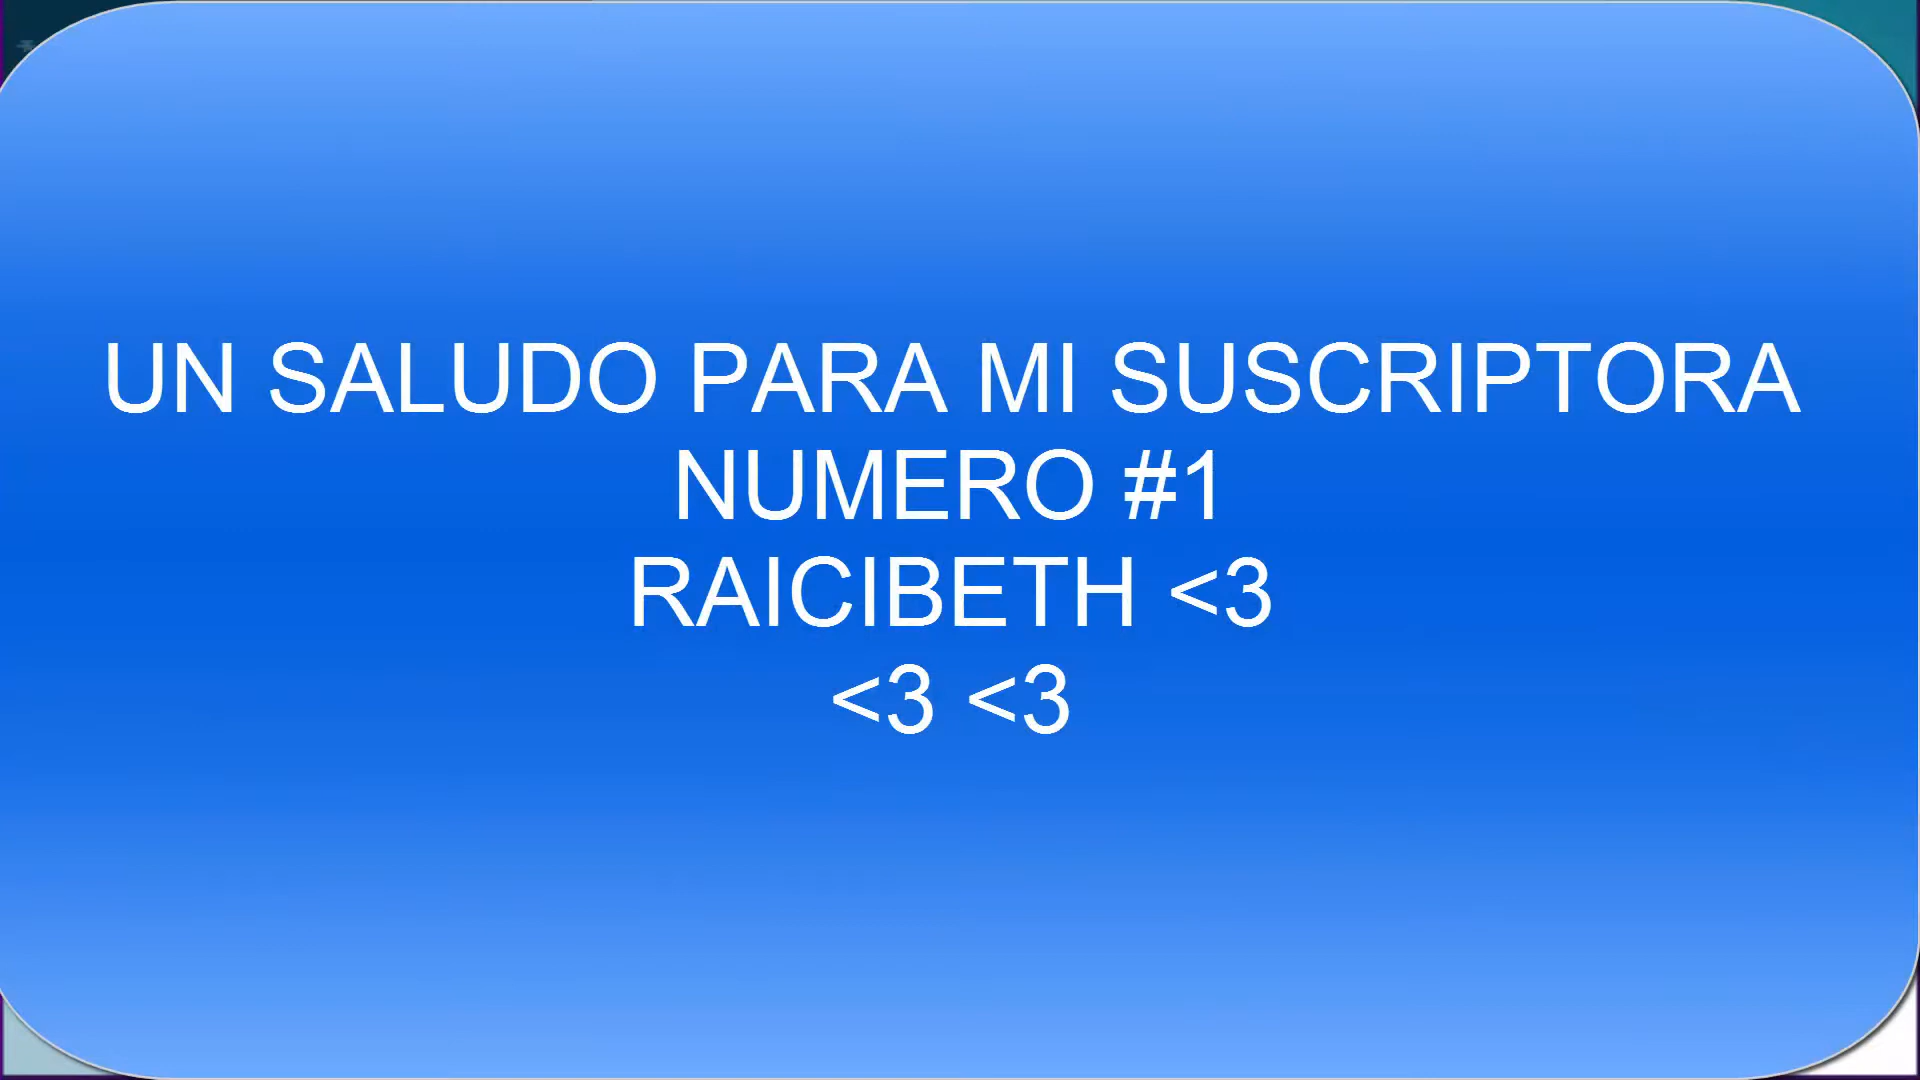 UN SALUDO PARA MI SUSCRIPTORA
NUMERO #1
RAICIBETH <3
<3 <3